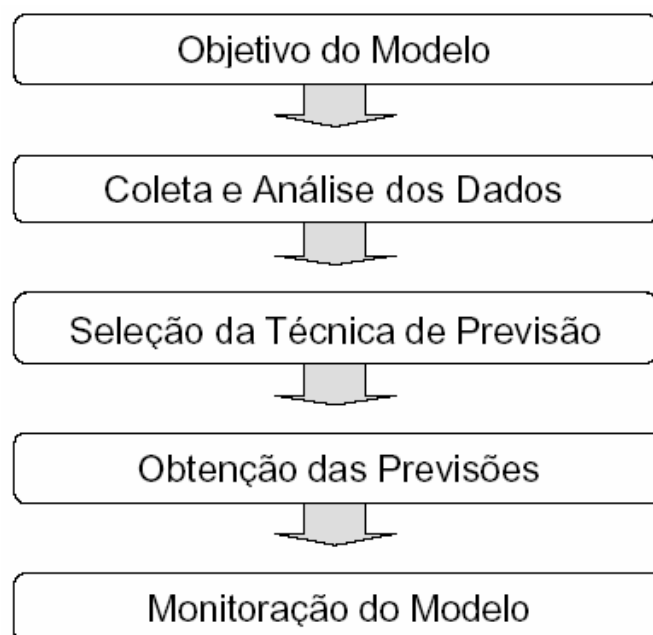 Objetivo do Modelo
Coleta e Análise dos Dados
Seleção da Técnica de Previsão
Obtenção das Previsões
Monitoração do Modelo